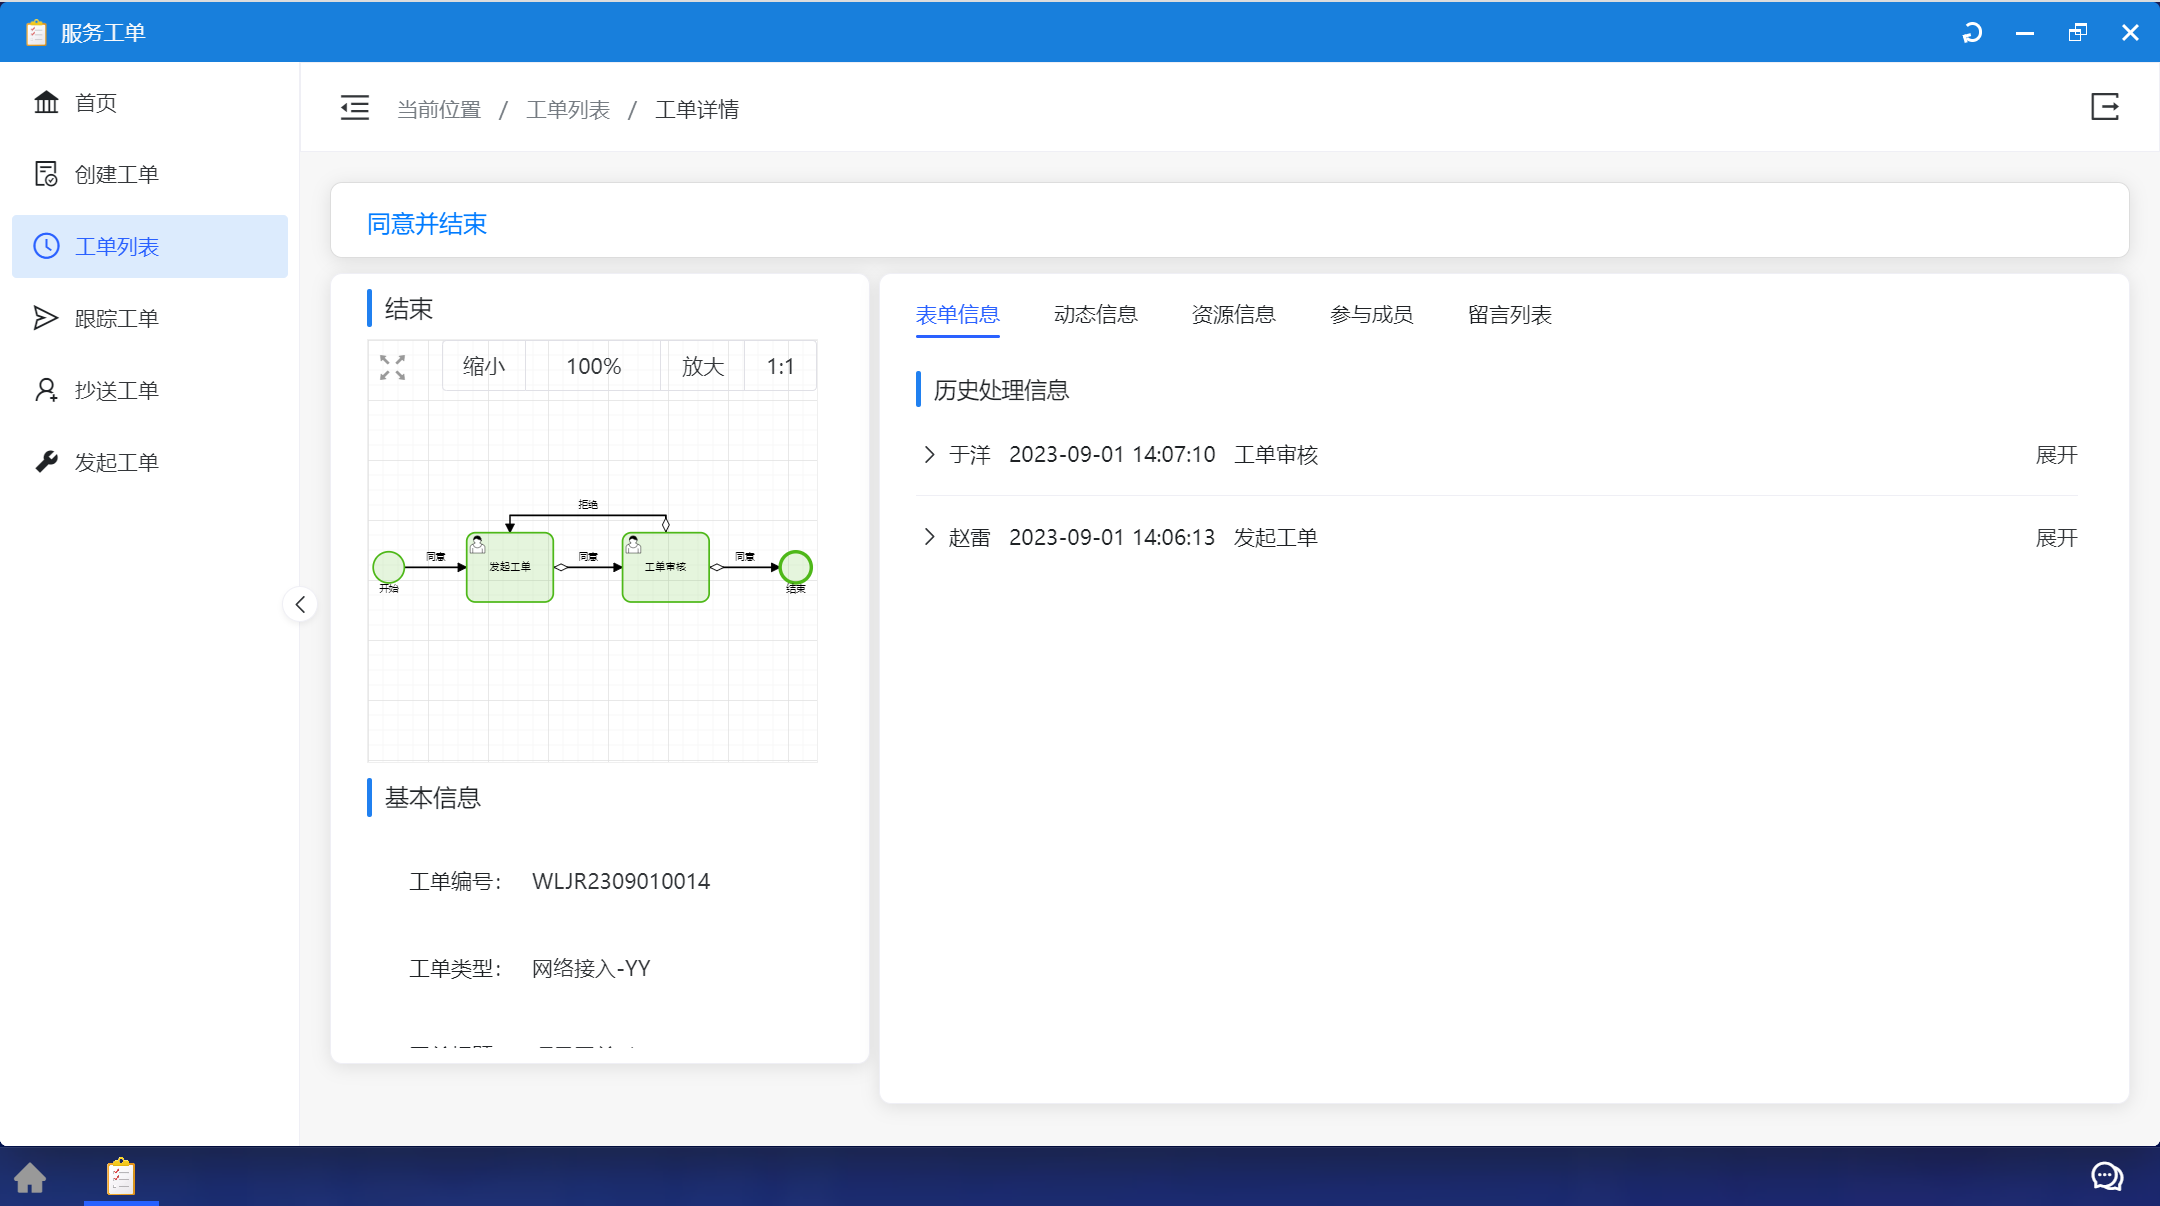 服务工单
首页
创建工单
工单列表
跟踪工单
抄送工单
发起工单
当前位置 / 工单列表 / 工单详情
同意并结束
结束
缩小 100% 放大 1:1
拒绝
同意 同意 同意
发起工单 工单审核
开始 结束
基本信息
工单编号： WLJR2309010014
工单类型： 网络接入-YY
表单信息 动态信息 资源信息 参与成员 留言列表
历史处理信息
于洋 2023-09-01 14:07:10 工单审核 展开
赵雷 2023-09-01 14:06:13 发起工单 展开